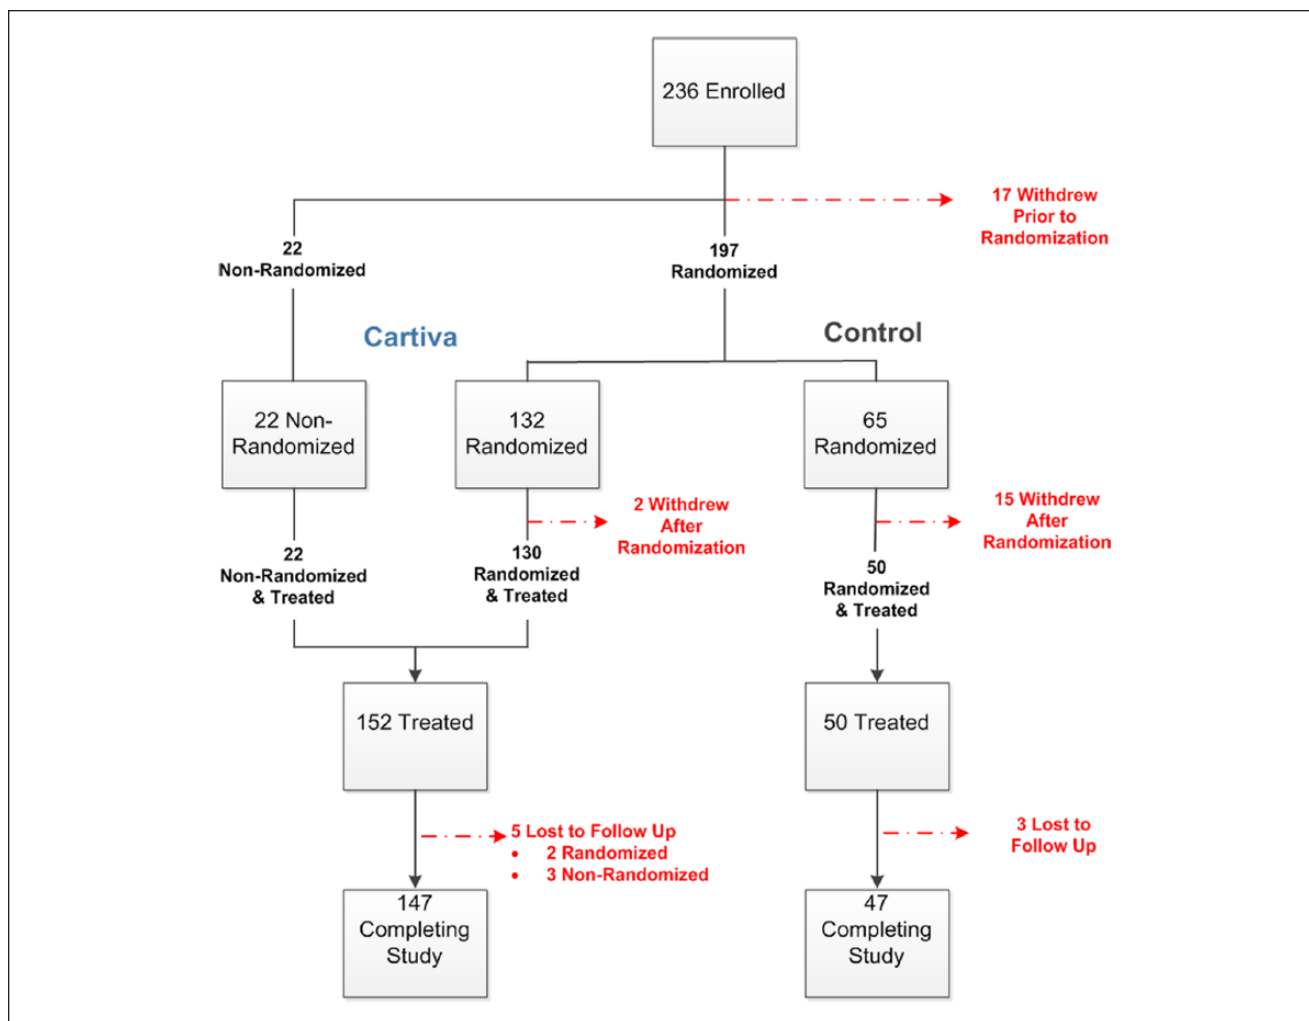 236 Enrolled
17 Withdrew
Prior to
Randomization
22
Non-Randomized
197
Randomized
Cartiva
Control
22 Non-
Randomized
132
Randomized
65
Randomized
2 Withdrew
After
Randomization
15 Withdrew
After
Randomization
22
Non-Randomized
& Treated
130
Randomized
& Treated
50
Randomized
& Treated
152 Treated
50 Treated
5 Lost to Follow Up
• 2 Randomized
• 3 Non-Randomized
3 Lost to
Follow Up
147
Completing
Study
47
Completing
Study